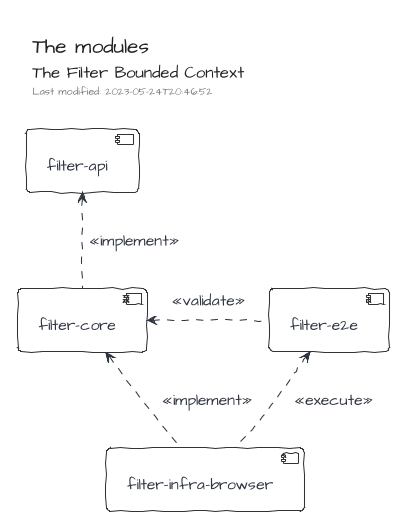 The modules
The Filter Bounded Context
Last modified: 2023-05-24T20:46:52
filter-api
«implement»
«validate»
filter-core
filter-e2e
«implement»
«execute»
filter-infra-browser